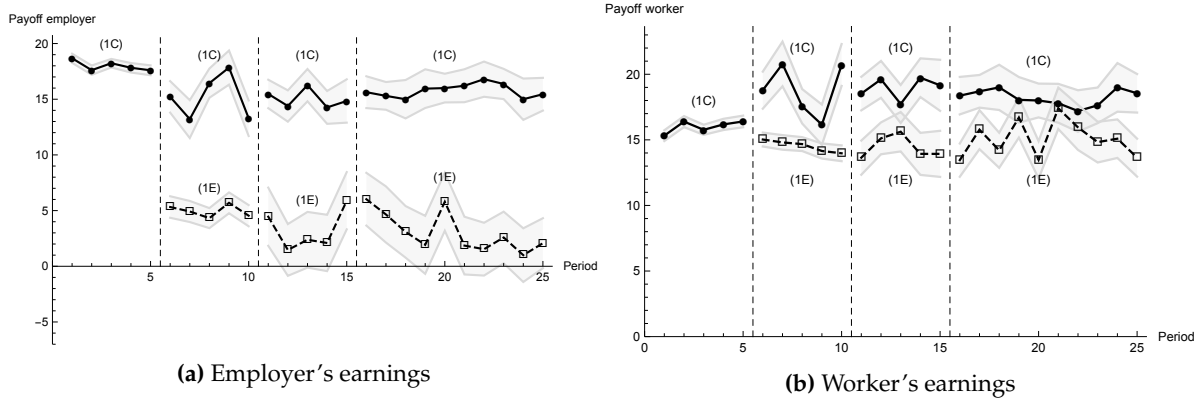 Payoff employer
20
15
10
5
0
−5
(1C)
(1C)
(1C)
(1C)
(1E)
(1E)
(1E)
5
10
15
20
25
Period
(a) Employer's earnings
Payoff worker
25
20
15
10
5
0
(1C)
(1C)
(1C)
(1C)
(1E)
(1E)
(1E)
0
5
10
15
20
25
Period
(b) Worker's earnings